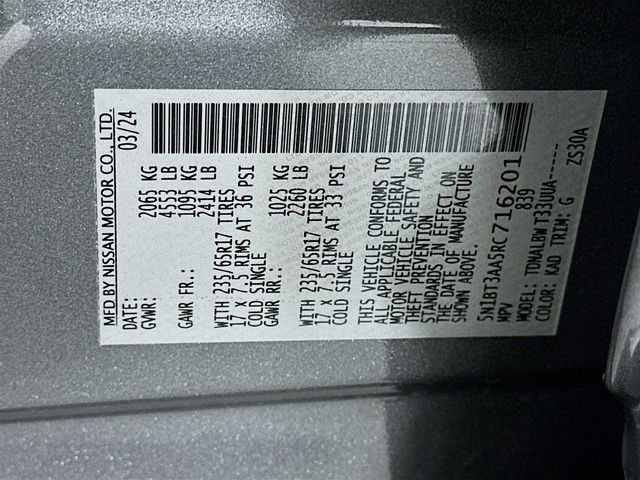 MFD BY NISSAN MOTOR CO., LTD.
DATE: 03/24
GVWR: 2065 KG
4553 LB
GAWR FR.: 1095 KG
2414 LB
WITH 235/65R17 TIRES
17 X 7.5 RIMS AT 36 PSI
COLD SINGLE
GAWR RR.: 1025 KG
2260 LB
WITH 235/65R17 TIRES
17 X 7.5 RIMS AT 33 PSI
COLD SINGLE
THIS VEHICLE CONFORMS TO
ALL APPLICABLE FEDERAL
MOTOR VEHICLE SAFETY AND
THEFT PREVENTION
STANDARDS IN EFFECT ON
THE DATE OF MANUFACTURE
SHOWN ABOVE.
5N1BT3AA5RC716201
MPV 839
MODEL: TDNALBW T33UUA------
COLOR: KAD TRIM: G ZS30A